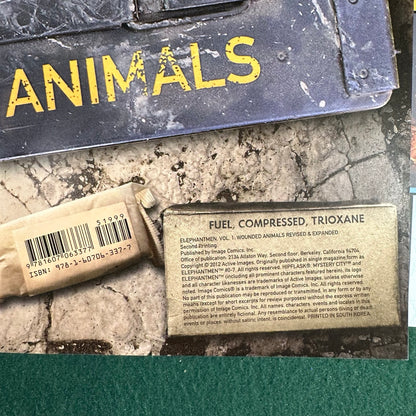 ANIMALS
51999
9781607063377
ISBN: 978-1-60706-337-7
FUEL, COMPRESSED, TRIOXANE
ELEPHANTMEN, VOL. 1: WOUNDED ANIMALS REVISED & EXPANDED
Second Printing
Published by Image Comics, Inc.
Office of publication: 2134 Allston Way, Second floor, Berkeley, California 94704.
Copyright © 2012 Active Images. Originally published in single magazine form as
ELEPHANTMEN™ #0-7. All rights reserved. HIPFLASK®: MYSTERY CITY™ and
ELEPHANTMEN™ (including all prominent characters featured herein), its logo
and all character likenesses are trademarks of Active Images, unless otherwise
noted. Image Comics® is a trademark of Image Comics, Inc. All rights reserved.
No part of this publication may be reproduced or transmitted, in any form or by any
means (except for short excerpts for review purposes) without the express written
permission of Image Comics, Inc. All names, characters, events and locales in this
publication are entirely fictional. Any resemblance to actual persons (living or dead),
events or places, without satiric intent, is coincidental. PRINTED IN SOUTH KOREA.